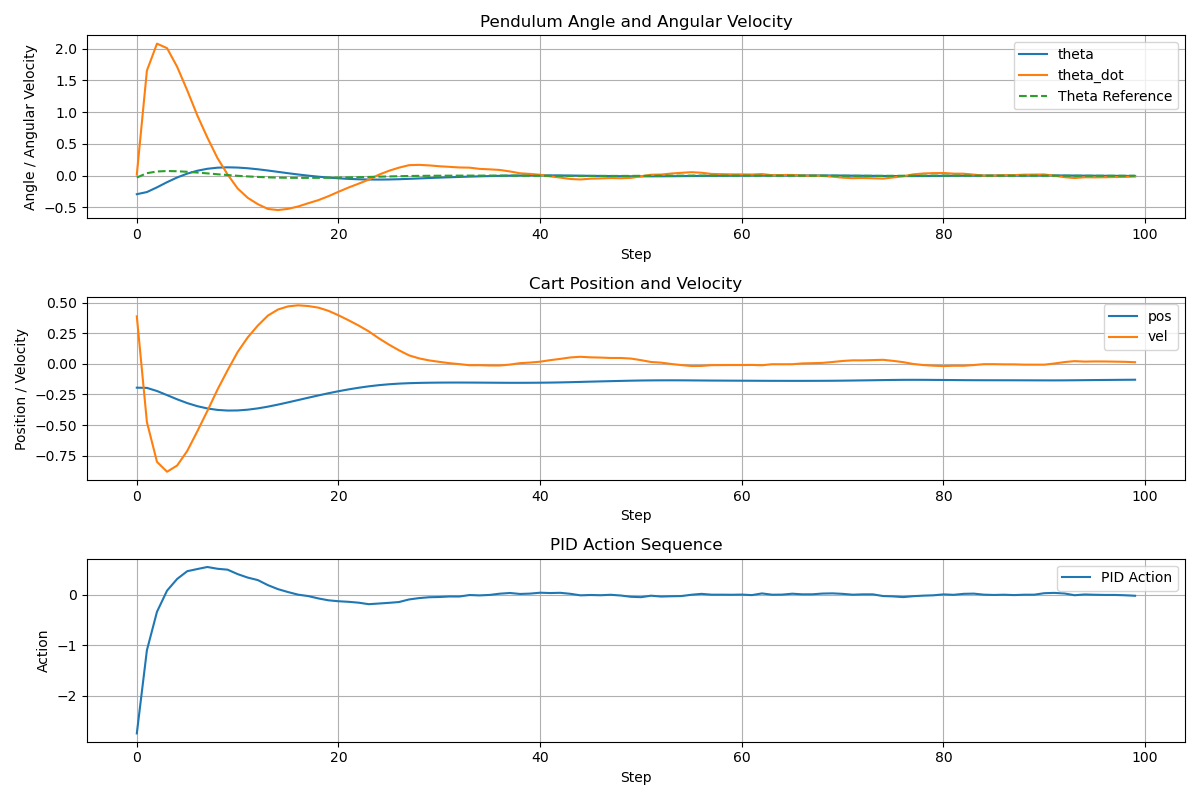 Pendulum Angle and Angular Velocity
Angle / Angular Velocity
2.0
1.5
1.0
0.5
0.0
−0.5
theta
theta_dot
Theta Reference
0 20 40 60 80 100
Step
Cart Position and Velocity
Position / Velocity
0.50
0.25
0.00
−0.25
−0.50
−0.75
pos
vel
0 20 40 60 80 100
Step
PID Action Sequence
Action
0
−1
−2
PID Action
0 20 40 60 80 100
Step